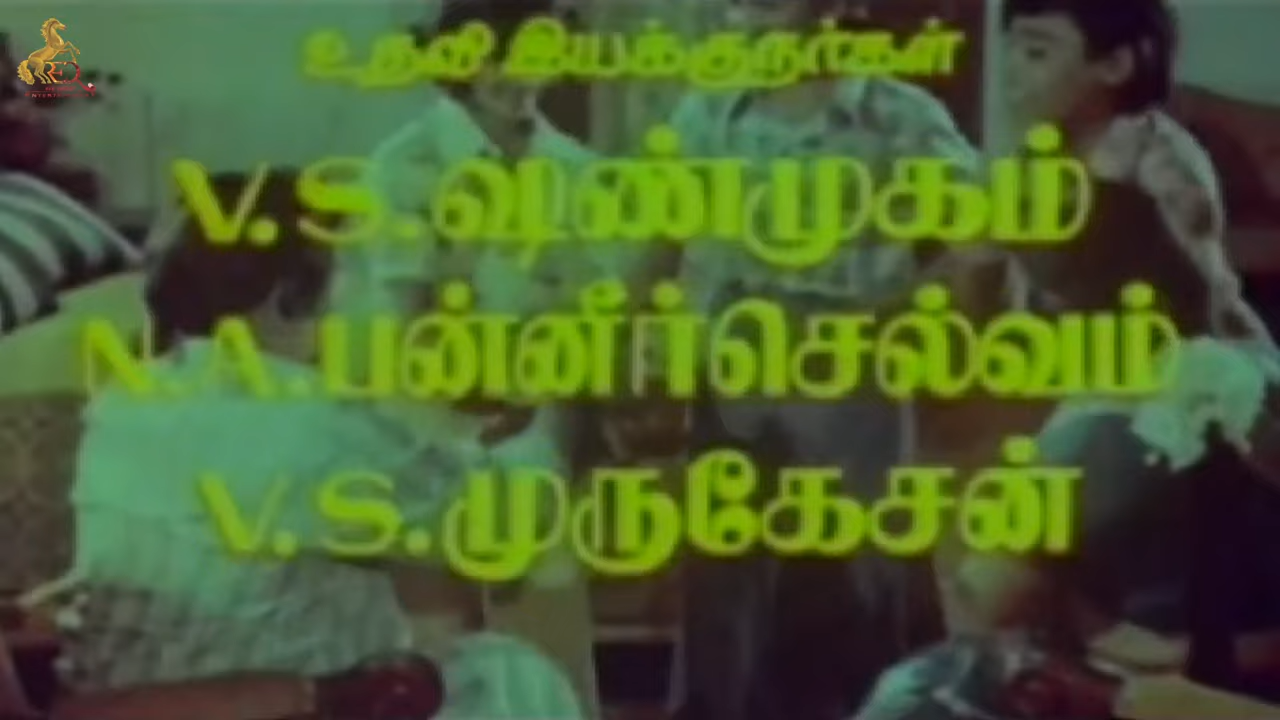 உதவி இயக்குநர்கள்
V.S.ஷண்முகம்
N.A.பன்னீர்செல்வம்
V.S.முருகேசன்